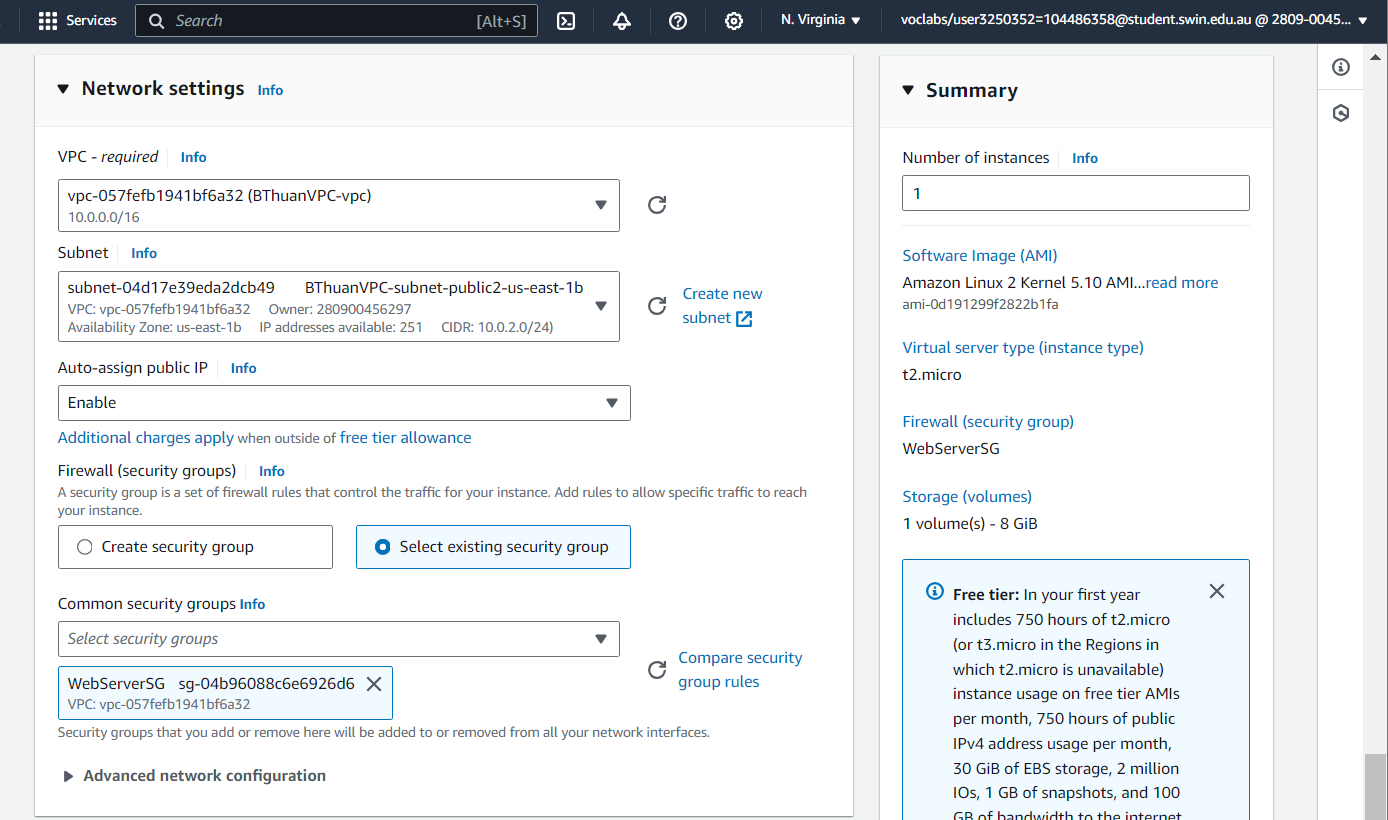 Services
Search
[Alt+S]
N. Virginia
voclabs/user3250352=104486358@student.swin.edu.au @ 2809-0045...
Network settings Info
VPC - required Info
vpc-057fefb1941bf6a32 (BThuanVPC-vpc)
10.0.0.0/16
Subnet Info
subnet-04d17e39eda2dcb49 BThuanVPC-subnet-public2-us-east-1b
VPC: vpc-057fefb1941bf6a32 Owner: 280900456297
Availability Zone: us-east-1b IP addresses available: 251 CIDR: 10.0.2.0/24)
Create new
subnet
Auto-assign public IP Info
Enable
Additional charges apply when outside of free tier allowance
Firewall (security groups) Info
A security group is a set of firewall rules that control the traffic for your instance. Add rules to allow specific traffic to reach
your instance.
Create security group
Select existing security group
Common security groups Info
Select security groups
WebServerSG sg-04b96088c6e6926d6
VPC: vpc-057fefb1941bf6a32
Compare security
group rules
Security groups that you add or remove here will be added to or removed from all your network interfaces.
Advanced network configuration
Summary
Number of instances Info
1
Software Image (AMI)
Amazon Linux 2 Kernel 5.10 AMI...read more
ami-0d191299f2822b1fa
Virtual server type (instance type)
t2.micro
Firewall (security group)
WebServerSG
Storage (volumes)
1 volume(s) - 8 GiB
Free tier: In your first year
includes 750 hours of t2.micro
(or t3.micro in the Regions in
which t2.micro is unavailable)
instance usage on free tier AMIs
per month, 750 hours of public
IPv4 address usage per month,
30 GiB of EBS storage, 2 million
IOs, 1 GB of snapshots, and 100
GB of bandwidth to the internet